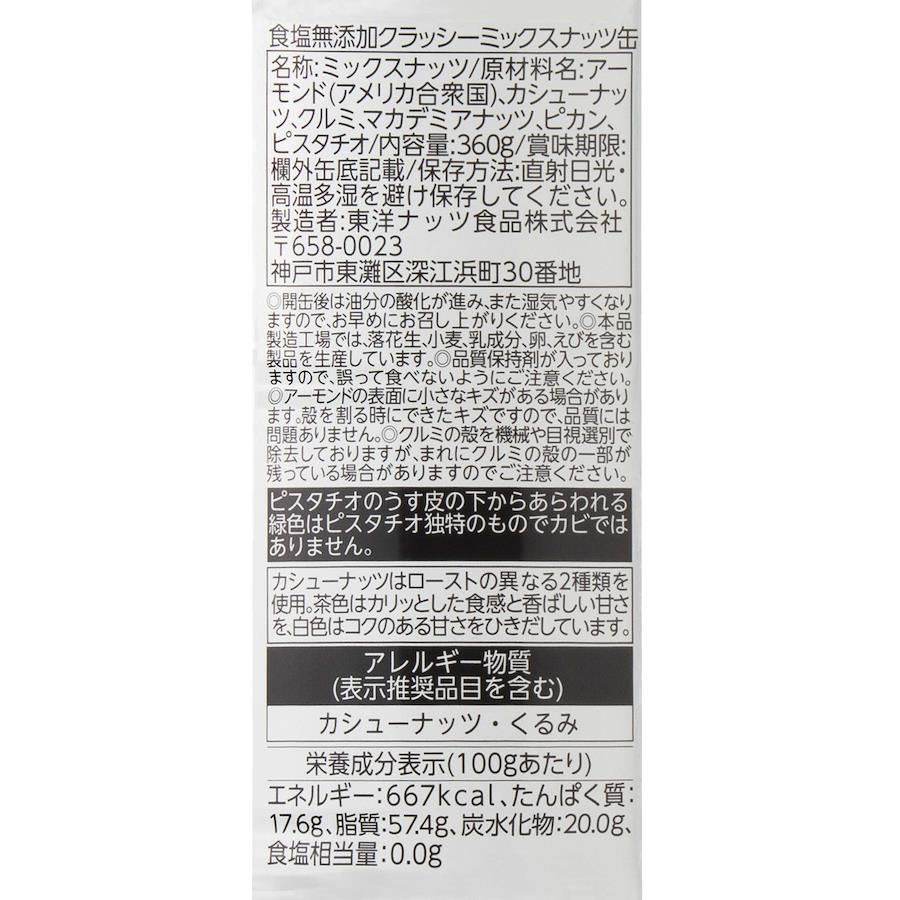 食塩無添加クラッシーミックスナッツ缶
名称:ミックスナッツ/原材料名:アー
モンド(アメリカ合衆国)、カシューナッ
ツ、クルミ、マカデミアナッツ、ピカン、
ピスタチオ/内容量:360g/賞味期限:
欄外缶底記載/保存方法:直射日光・
高温多湿を避け保存してください。
製造者:東洋ナッツ食品株式会社
〒658-0023
神戸市東灘区深江浜町30番地
◎開缶後は油分の酸化が進み、また湿気やすくなり
ますので、お早めにお召し上がりください。◎本品
製造工場では、落花生、小麦、乳成分、卵、えびを含む
製品を生産しています。◎品質保持剤が入っており
ますので、誤って食べないようにご注意ください。
◎アーモンドの表面に小さなキズがある場合があり
ます。殻を割る時にできたキズですので、品質には
問題ありません。◎クルミの殻を機械や目視選別で
除去しておりますが、まれにクルミの殻の一部が
残っている場合がありますのでご注意ください。
ピスタチオのうす皮の下からあらわれる
緑色はピスタチオ独特のものでカビでは
ありません。
カシューナッツはローストの異なる2種類を
使用。茶色はカリッとした食感と香ばしい甘さ
を、白色はコクのある甘さをひきだしています。
アレルギー物質
(表示推奨品目を含む)
カシューナッツ・くるみ
栄養成分表示(100gあたり)
エネルギー:667kcal、たんぱく質:
17.6g、脂質:57.4g、炭水化物:20.0g、
食塩相当量:0.0g